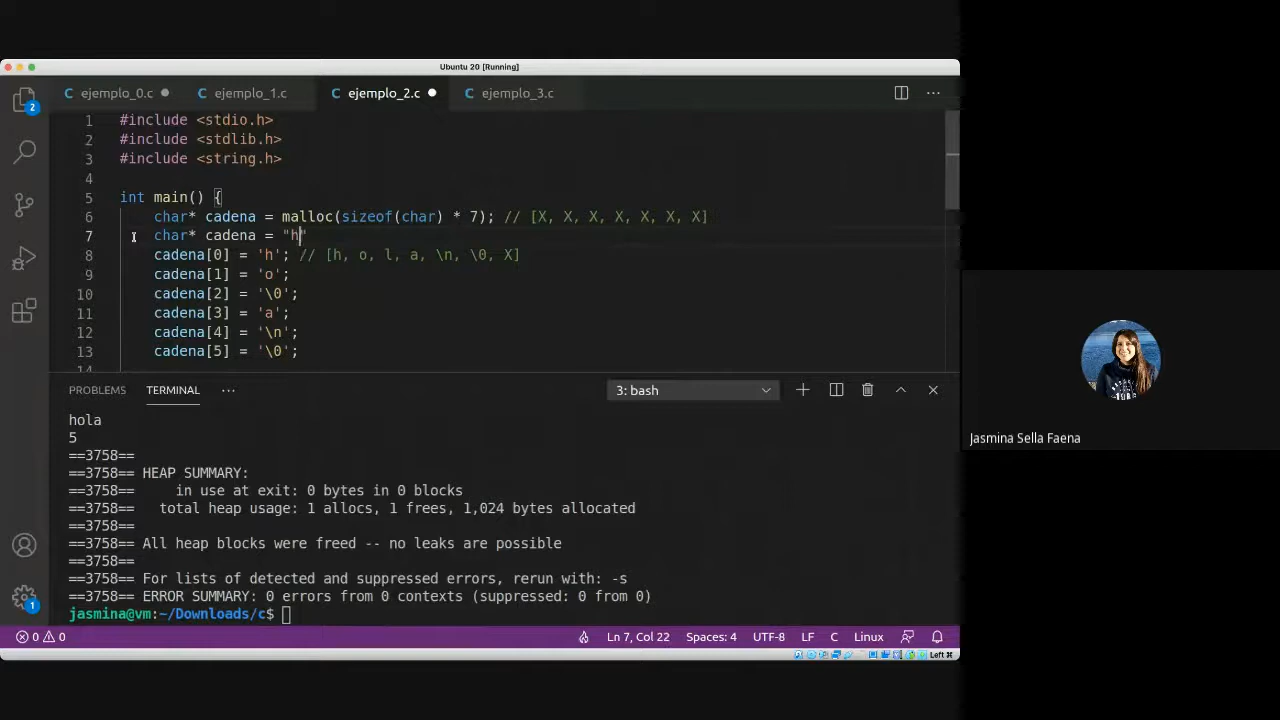 Ubuntu 20 [Running]
C ejemplo_0.c C ejemplo_1.c C ejemplo_2.c C ejemplo_3.c
2
1 #include <stdio.h>
2 #include <stdlib.h>
3 #include <string.h>
4
5 int main() {
6 char* cadena = malloc(sizeof(char) * 7); // [X, X, X, X, X, X, X]
7 char* cadena = "h"
8 cadena[0] = 'h'; // [h, o, l, a, \n, \0, X]
9 cadena[1] = 'o';
10 cadena[2] = '\0';
11 cadena[3] = 'a';
12 cadena[4] = '\n';
13 cadena[5] = '\0';
14
PROBLEMS TERMINAL ··· 3: bash
hola
5
==3758==
==3758== HEAP SUMMARY:
==3758== in use at exit: 0 bytes in 0 blocks
==3758== total heap usage: 1 allocs, 1 frees, 1,024 bytes allocated
==3758==
==3758== All heap blocks were freed -- no leaks are possible
==3758==
==3758== For lists of detected and suppressed errors, rerun with: -s
==3758== ERROR SUMMARY: 0 errors from 0 contexts (suppressed: 0 from 0)
jasmina@vm:~/Downloads/c$
1
0 0 Ln 7, Col 22 Spaces: 4 UTF-8 LF C Linux
Left ⌘
Jasmina Sella Faena